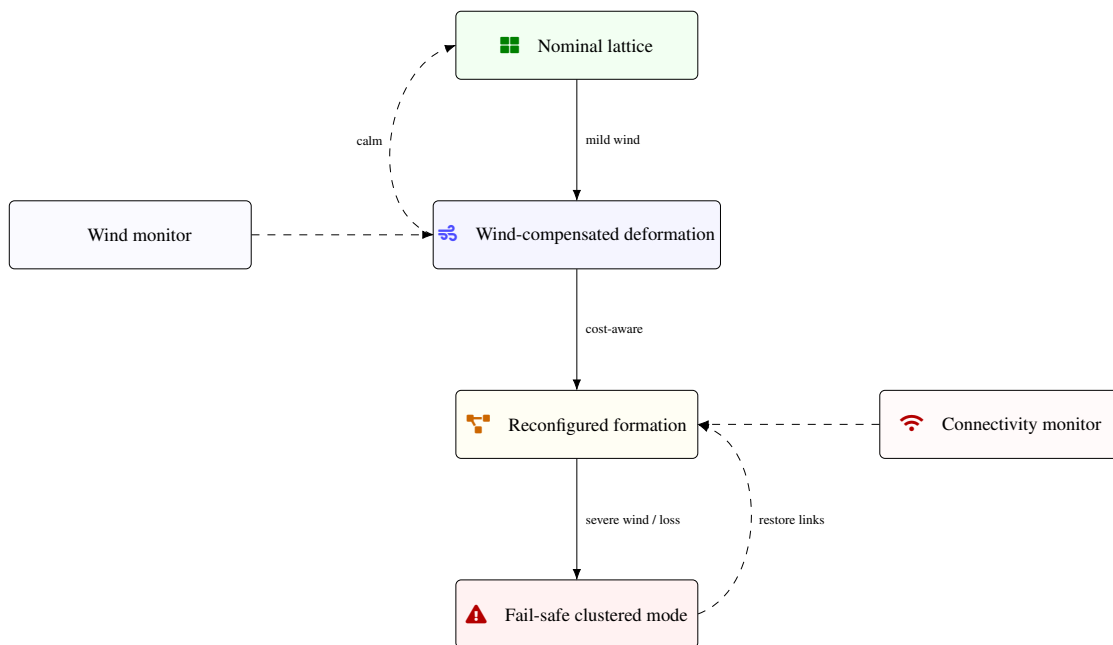 Nominal lattice
calm
mild wind
Wind monitor
Wind-compensated deformation
cost-aware
Reconfigured formation
Connectivity monitor
severe wind / loss
restore links
Fail-safe clustered mode